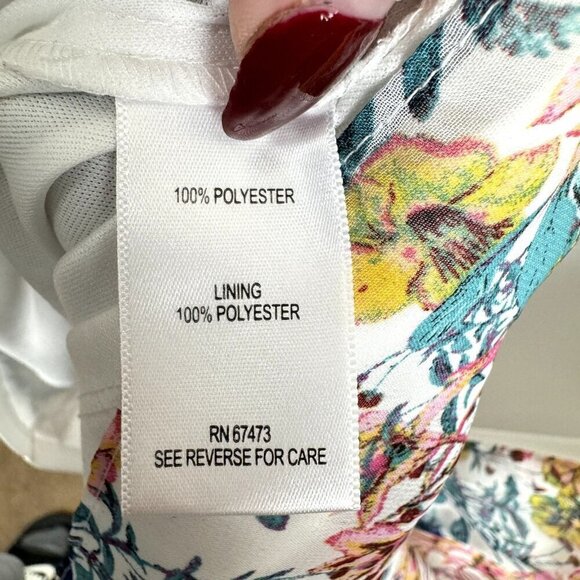 100% POLYESTER
LINING
100% POLYESTER
RN 67473
SEE REVERSE FOR CARE